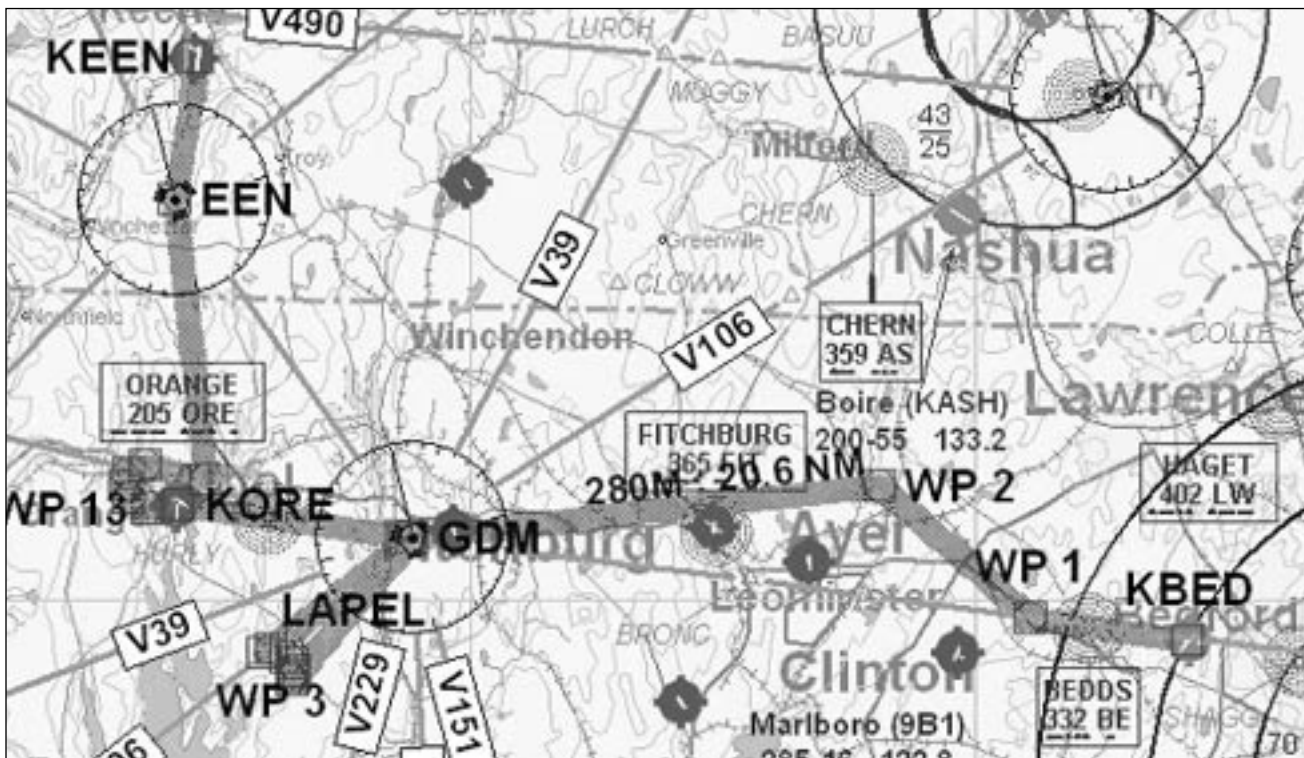 V490
LURCH
BASUU
KEEN
MUGGY
43
25
Milford
Troy
EEN
CHERN
Greenville
Nashua
V39
CLOWW
Winchendon
V106
CHERN
359 AS
COLLE
ORANGE
205 ORE
Boire (KASH)
200-55 133.2
Lawrence
FITCHBURG
280M - 20.6 NM
WP 2
HAGET
402 LW
WP 13
KORE
GDM
Ayer
WP 1
KBED
LAPEL
Leominster
Bedford
V39
BRONC
Clinton
WP 3
V229
V151
BEDDS
332 BE
Marlboro (9B1)
70